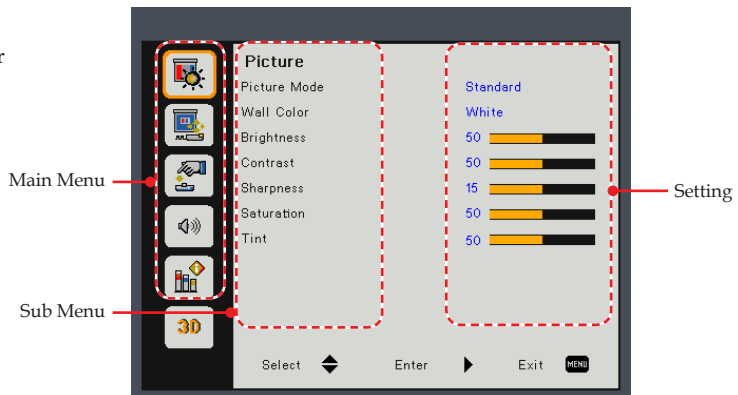 r
Picture
Picture Mode Standard
Wall Color White
Brightness 50
Contrast 50
Main Menu
Sharpness 15
Setting
Saturation 50
Tint 50
Sub Menu
3D
Select Enter Exit MENU